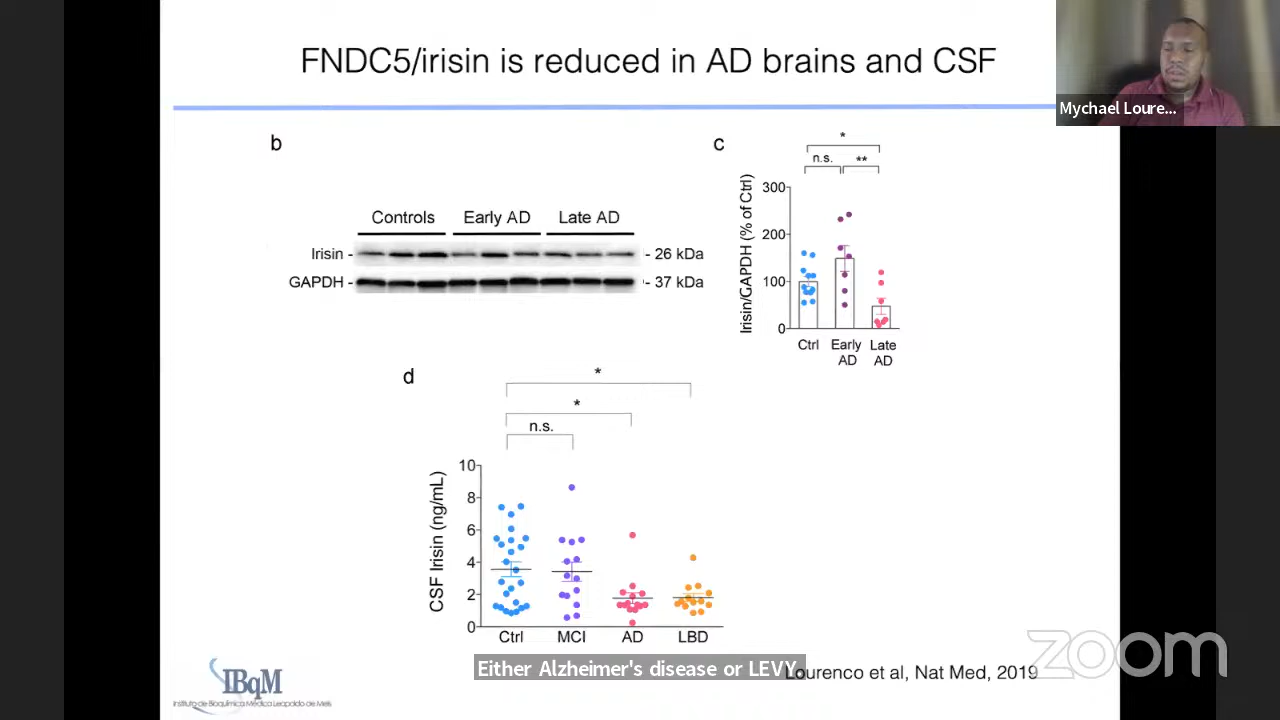 FNDC5/irisin is reduced in AD brains and CSF
Mychael Loure...
b
Controls Early AD Late AD
Irisin - - 26 kDa
GAPDH - - 37 kDa
c
*
n.s. **
Irisin/GAPDH (% of Ctrl)
300
200
100
0
Ctrl Early AD Late AD
d
*
*
n.s.
CSF Irisin (ng/mL)
10
8
6
4
2
0
Ctrl MCI AD LBD
Either Alzheimer's disease or LEVY
Lourenco et al, Nat Med, 2019
zoom
IBqM
Instituto de Bioquímica Médica Leopoldo de Meis